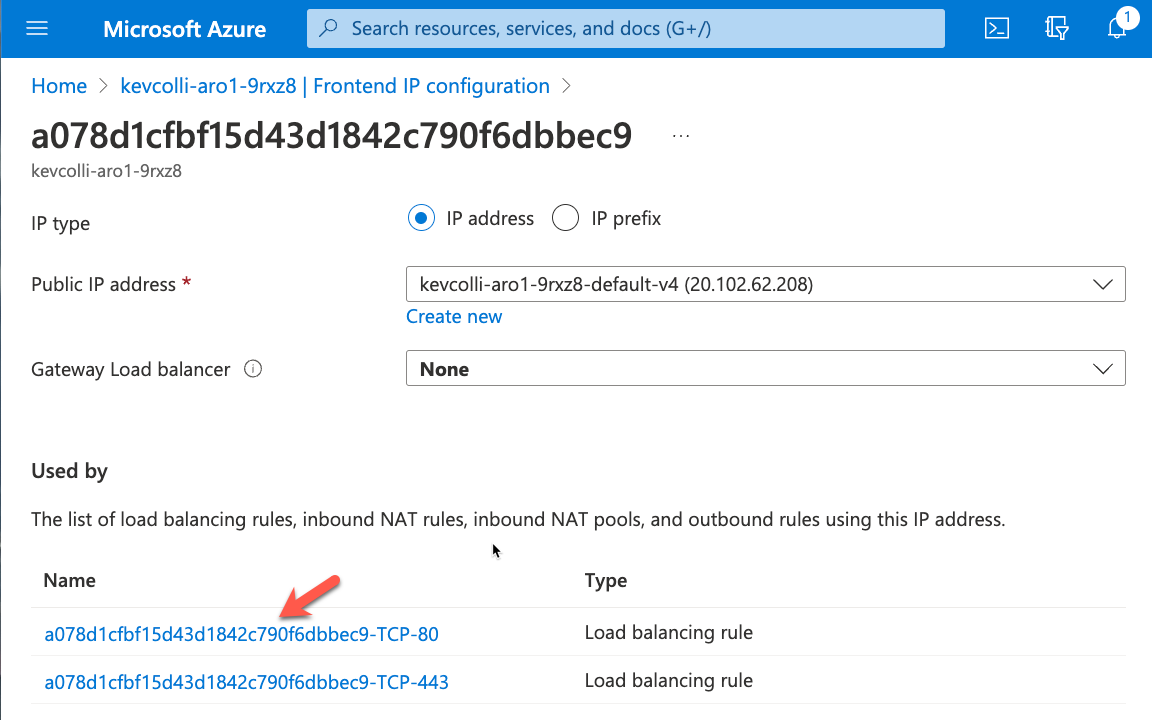 Microsoft Azure
Search resources, services, and docs (G+/)
1
Home > kevcolli-aro1-9rxz8 | Frontend IP configuration >
a078d1cfbf15d43d1842c790f6dbbec9 ...
kevcolli-aro1-9rxz8
IP type
IP address
IP prefix
Public IP address *
kevcolli-aro1-9rxz8-default-v4 (20.102.62.208)
Create new
Gateway Load balancer
None
Used by
The list of load balancing rules, inbound NAT rules, inbound NAT pools, and outbound rules using this IP address.
Name
Type
a078d1cfbf15d43d1842c790f6dbbec9-TCP-80
Load balancing rule
a078d1cfbf15d43d1842c790f6dbbec9-TCP-443
Load balancing rule